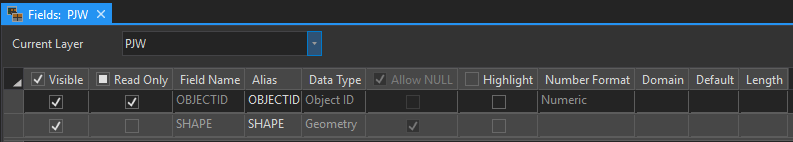 Fields: PJW
Current Layer PJW
Visible Read Only Field Name Alias Data Type Allow NULL Highlight Number Format Domain Default Length
OBJECTID OBJECTID Object ID Numeric
SHAPE SHAPE Geometry